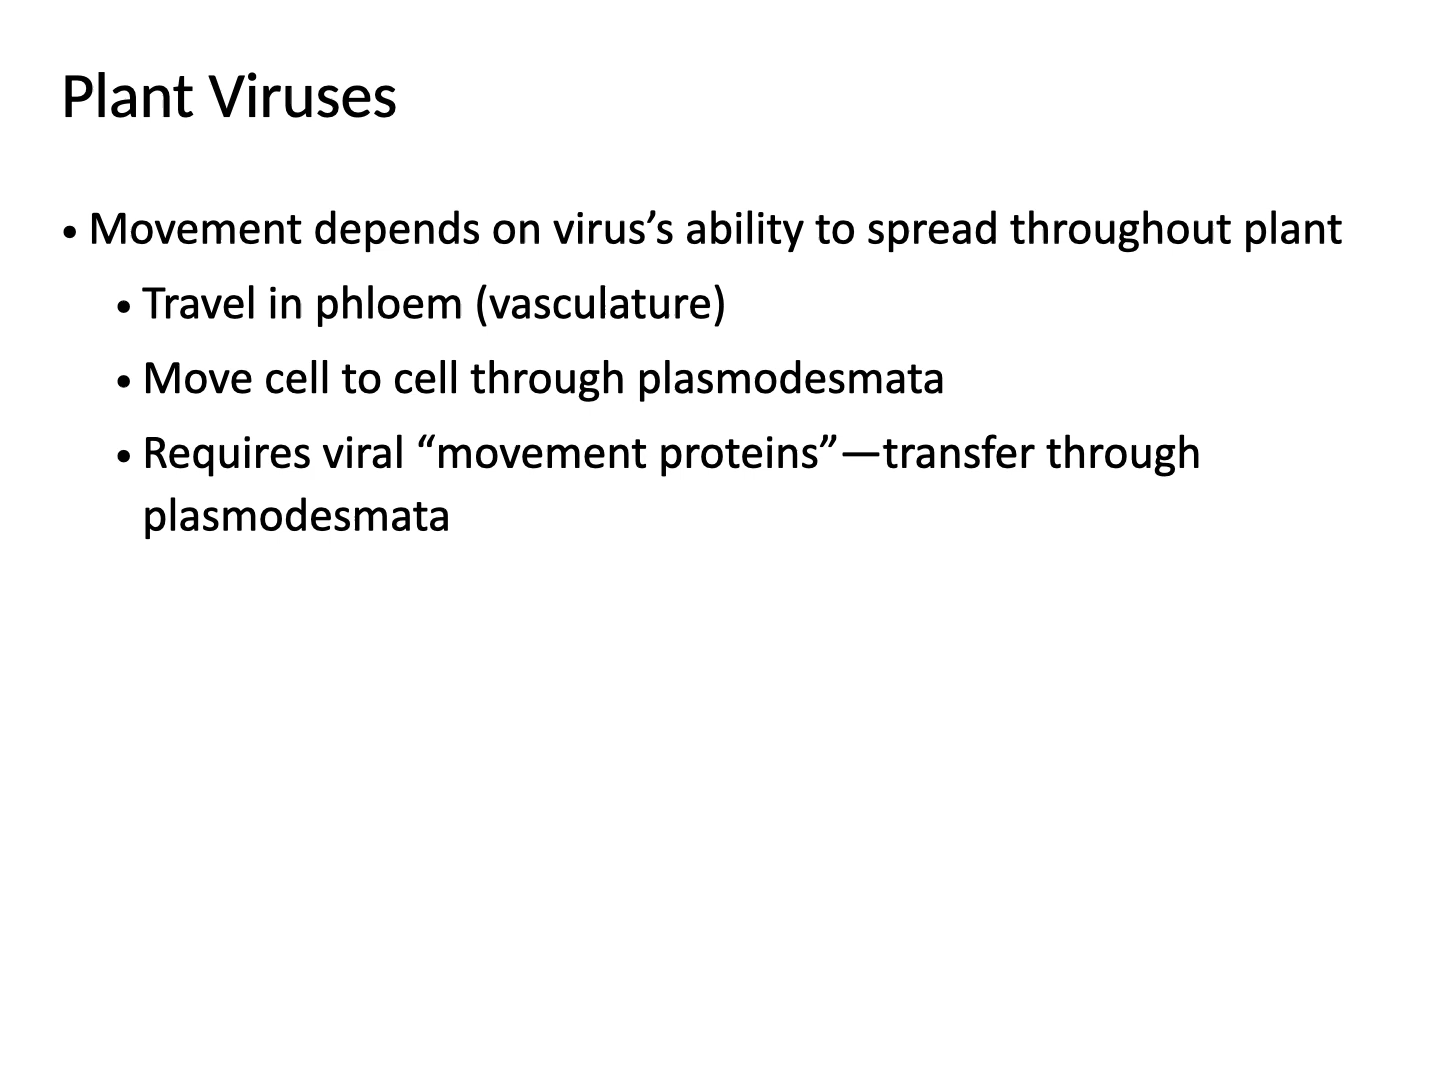 Plant Viruses
• Movement depends on virus’s ability to spread throughout plant
• Travel in phloem (vasculature)
• Move cell to cell through plasmodesmata
• Requires viral “movement proteins”—transfer through
plasmodesmata